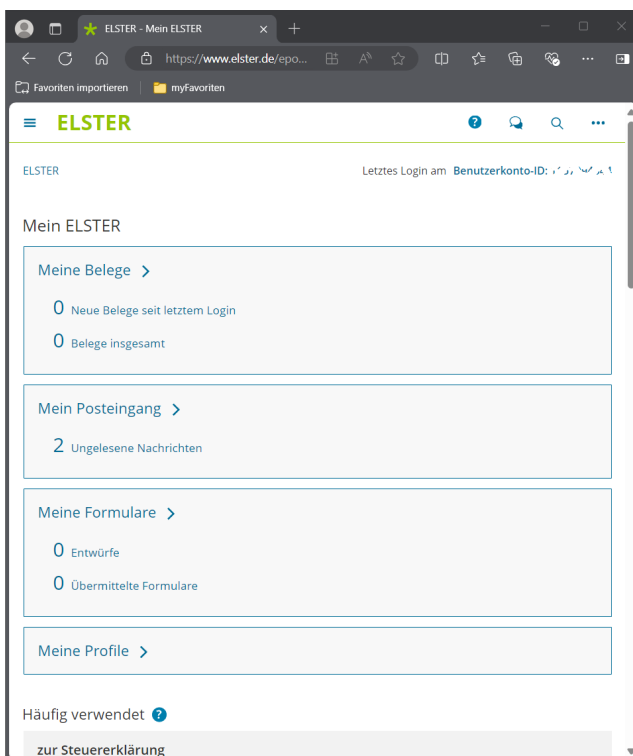 ELSTER - Mein ELSTER
https://www.elster.de/epo...
Favoriten importieren
myFavoriten
ELSTER
ELSTER
Letztes Login am Benutzerkonto-ID:
Mein ELSTER
Meine Belege
0 Neue Belege seit letztem Login
0 Belege insgesamt
Mein Posteingang
2 Ungelesene Nachrichten
Meine Formulare
0 Entwürfe
0 Übermittelte Formulare
Meine Profile
Häufig verwendet
zur Steuererklärung